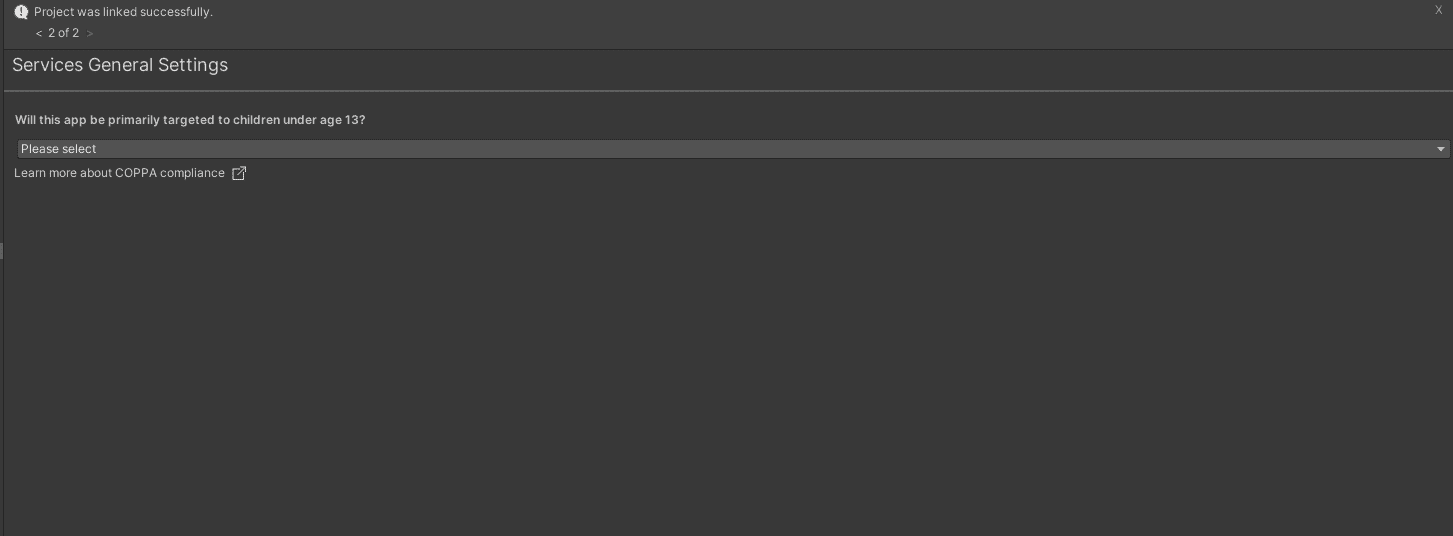 Project was linked successfully.
X
< 2 of 2 >
Services General Settings
Will this app be primarily targeted to children under age 13?
Please select
Learn more about COPPA compliance